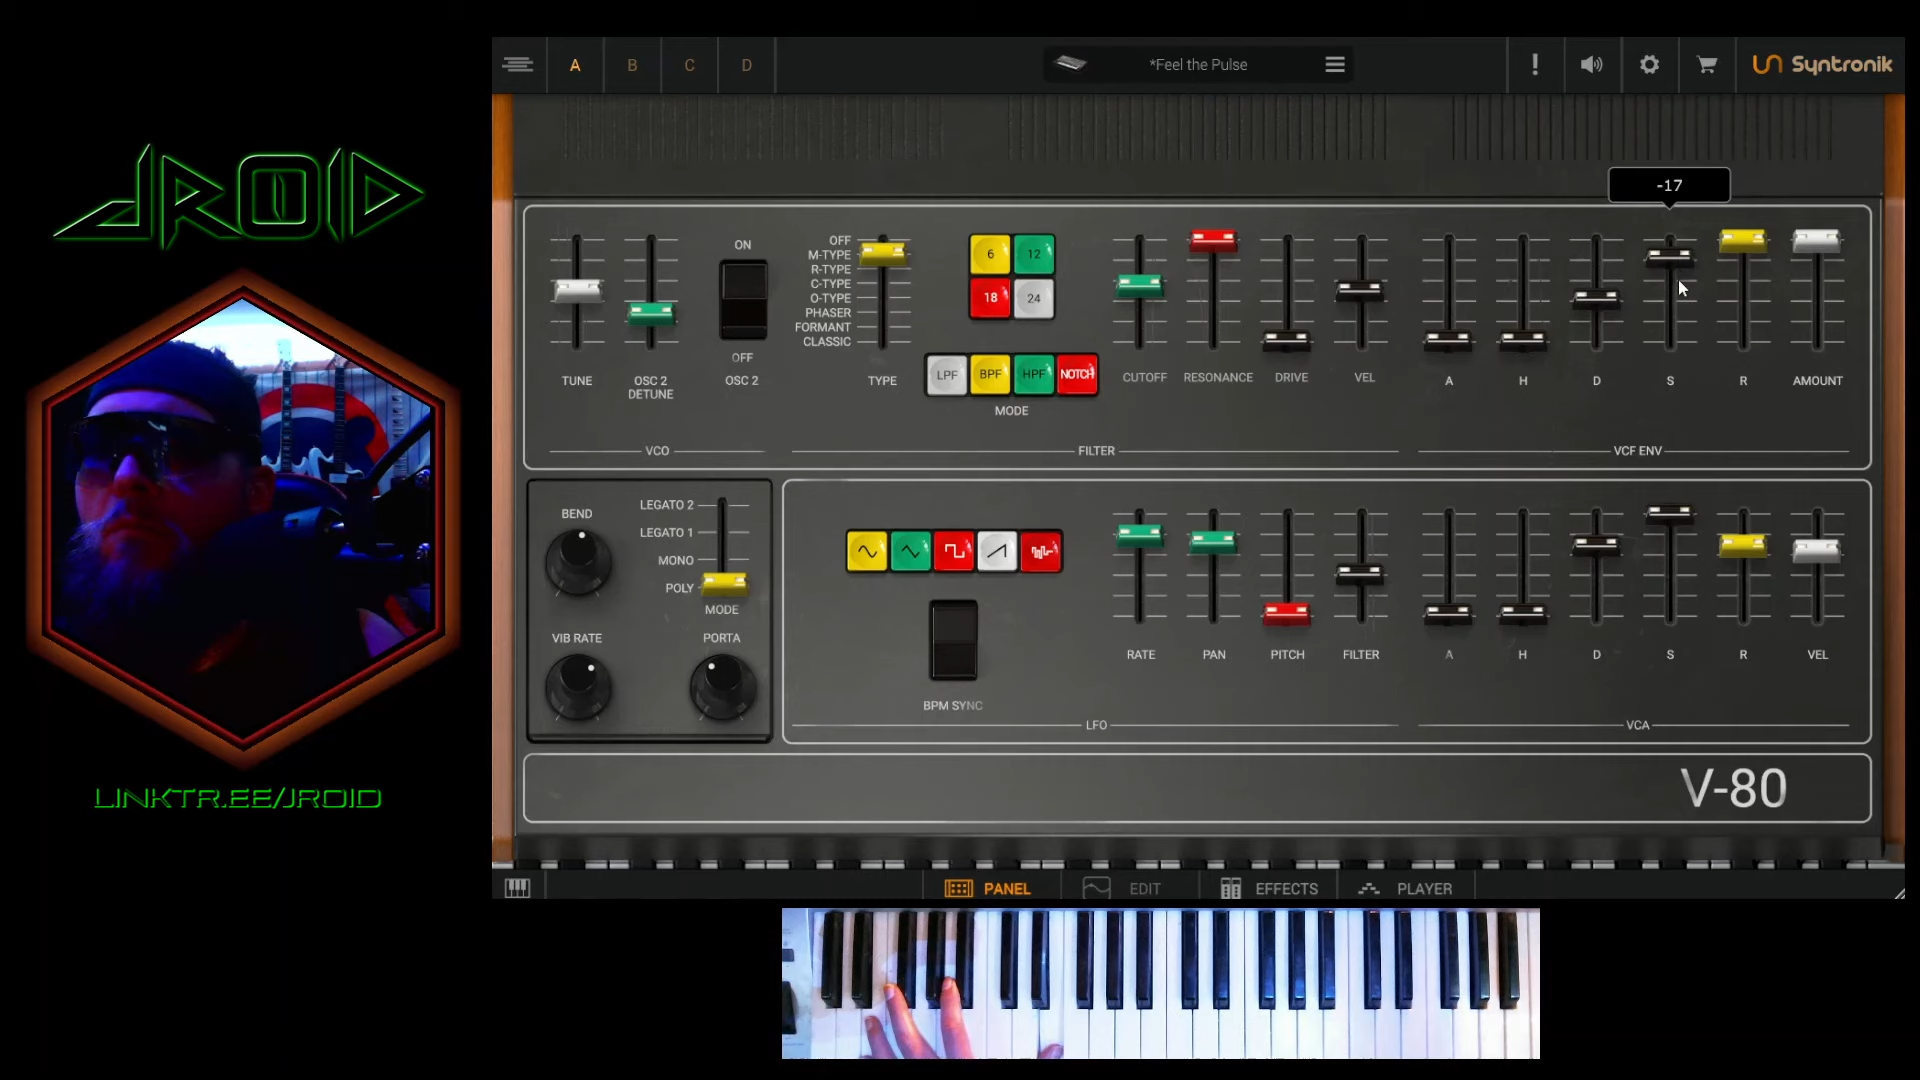 A B C D
*Feel the Pulse
Syntronik
JROID
-17
ON
OFF
M-TYPE
R-TYPE
C-TYPE
O-TYPE
PHASER
FORMANT
CLASSIC
6 12
18 24
OFF
LPF BPF HPF NOTCH
TUNE OSC 2 DETUNE OSC 2 TYPE MODE CUTOFF RESONANCE DRIVE VEL A H D S R AMOUNT
VCO FILTER VCF ENV
BEND
LEGATO 2
LEGATO 1
MONO
POLY
MODE
VIB RATE PORTA
BPM SYNC
RATE PAN PITCH FILTER A H D S R VEL
LFO VCA
V-80
LINKTR.EE/JROID
PANEL EDIT EFFECTS PLAYER